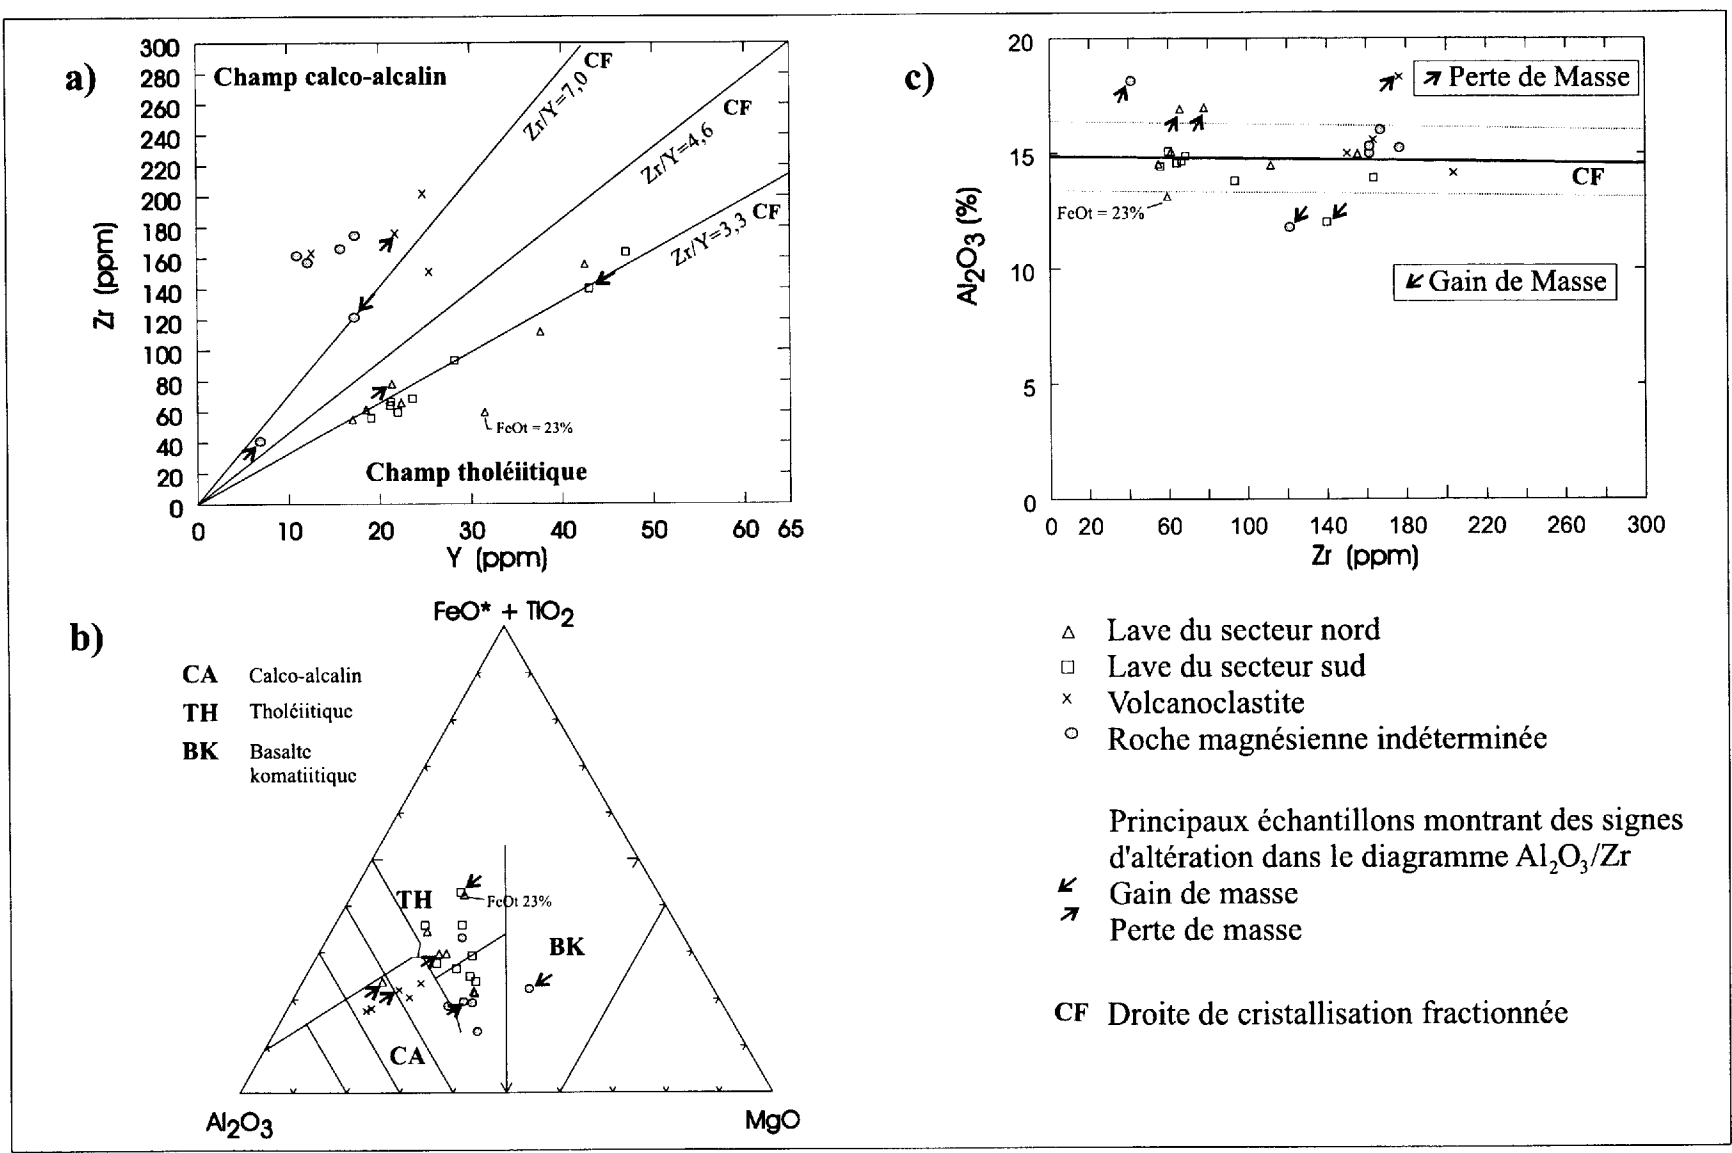 a)
300
280
260
240
220
200
180
160
140
120
100
80
60
40
20
0
Zr (ppm)
Champ calco-alcalin
CF
Zr/Y=7,0
CF
Zr/Y=4,6
CF
Zr/Y=3,3
FeOt = 23%
Champ tholéiitique
0 10 20 30 40 50 60 65
Y (ppm)
c)
20
15
10
5
0
Al2O3 (%)
Perte de Masse
CF
FeOt = 23%
Gain de Masse
0 20 60 100 140 180 220 260 300
Zr (ppm)
b)
FeO* + TIO2
CA Calco-alcalin
TH Tholéiitique
BK Basalte
komatiitique
TH
FeOt 23%
BK
CA
Al2O3
MgO
Lave du secteur nord
Lave du secteur sud
Volcanoclastite
Roche magnésienne indéterminée
Principaux échantillons montrant des signes
d'altération dans le diagramme Al2O3/Zr
Gain de masse
Perte de masse
CF Droite de cristallisation fractionnée